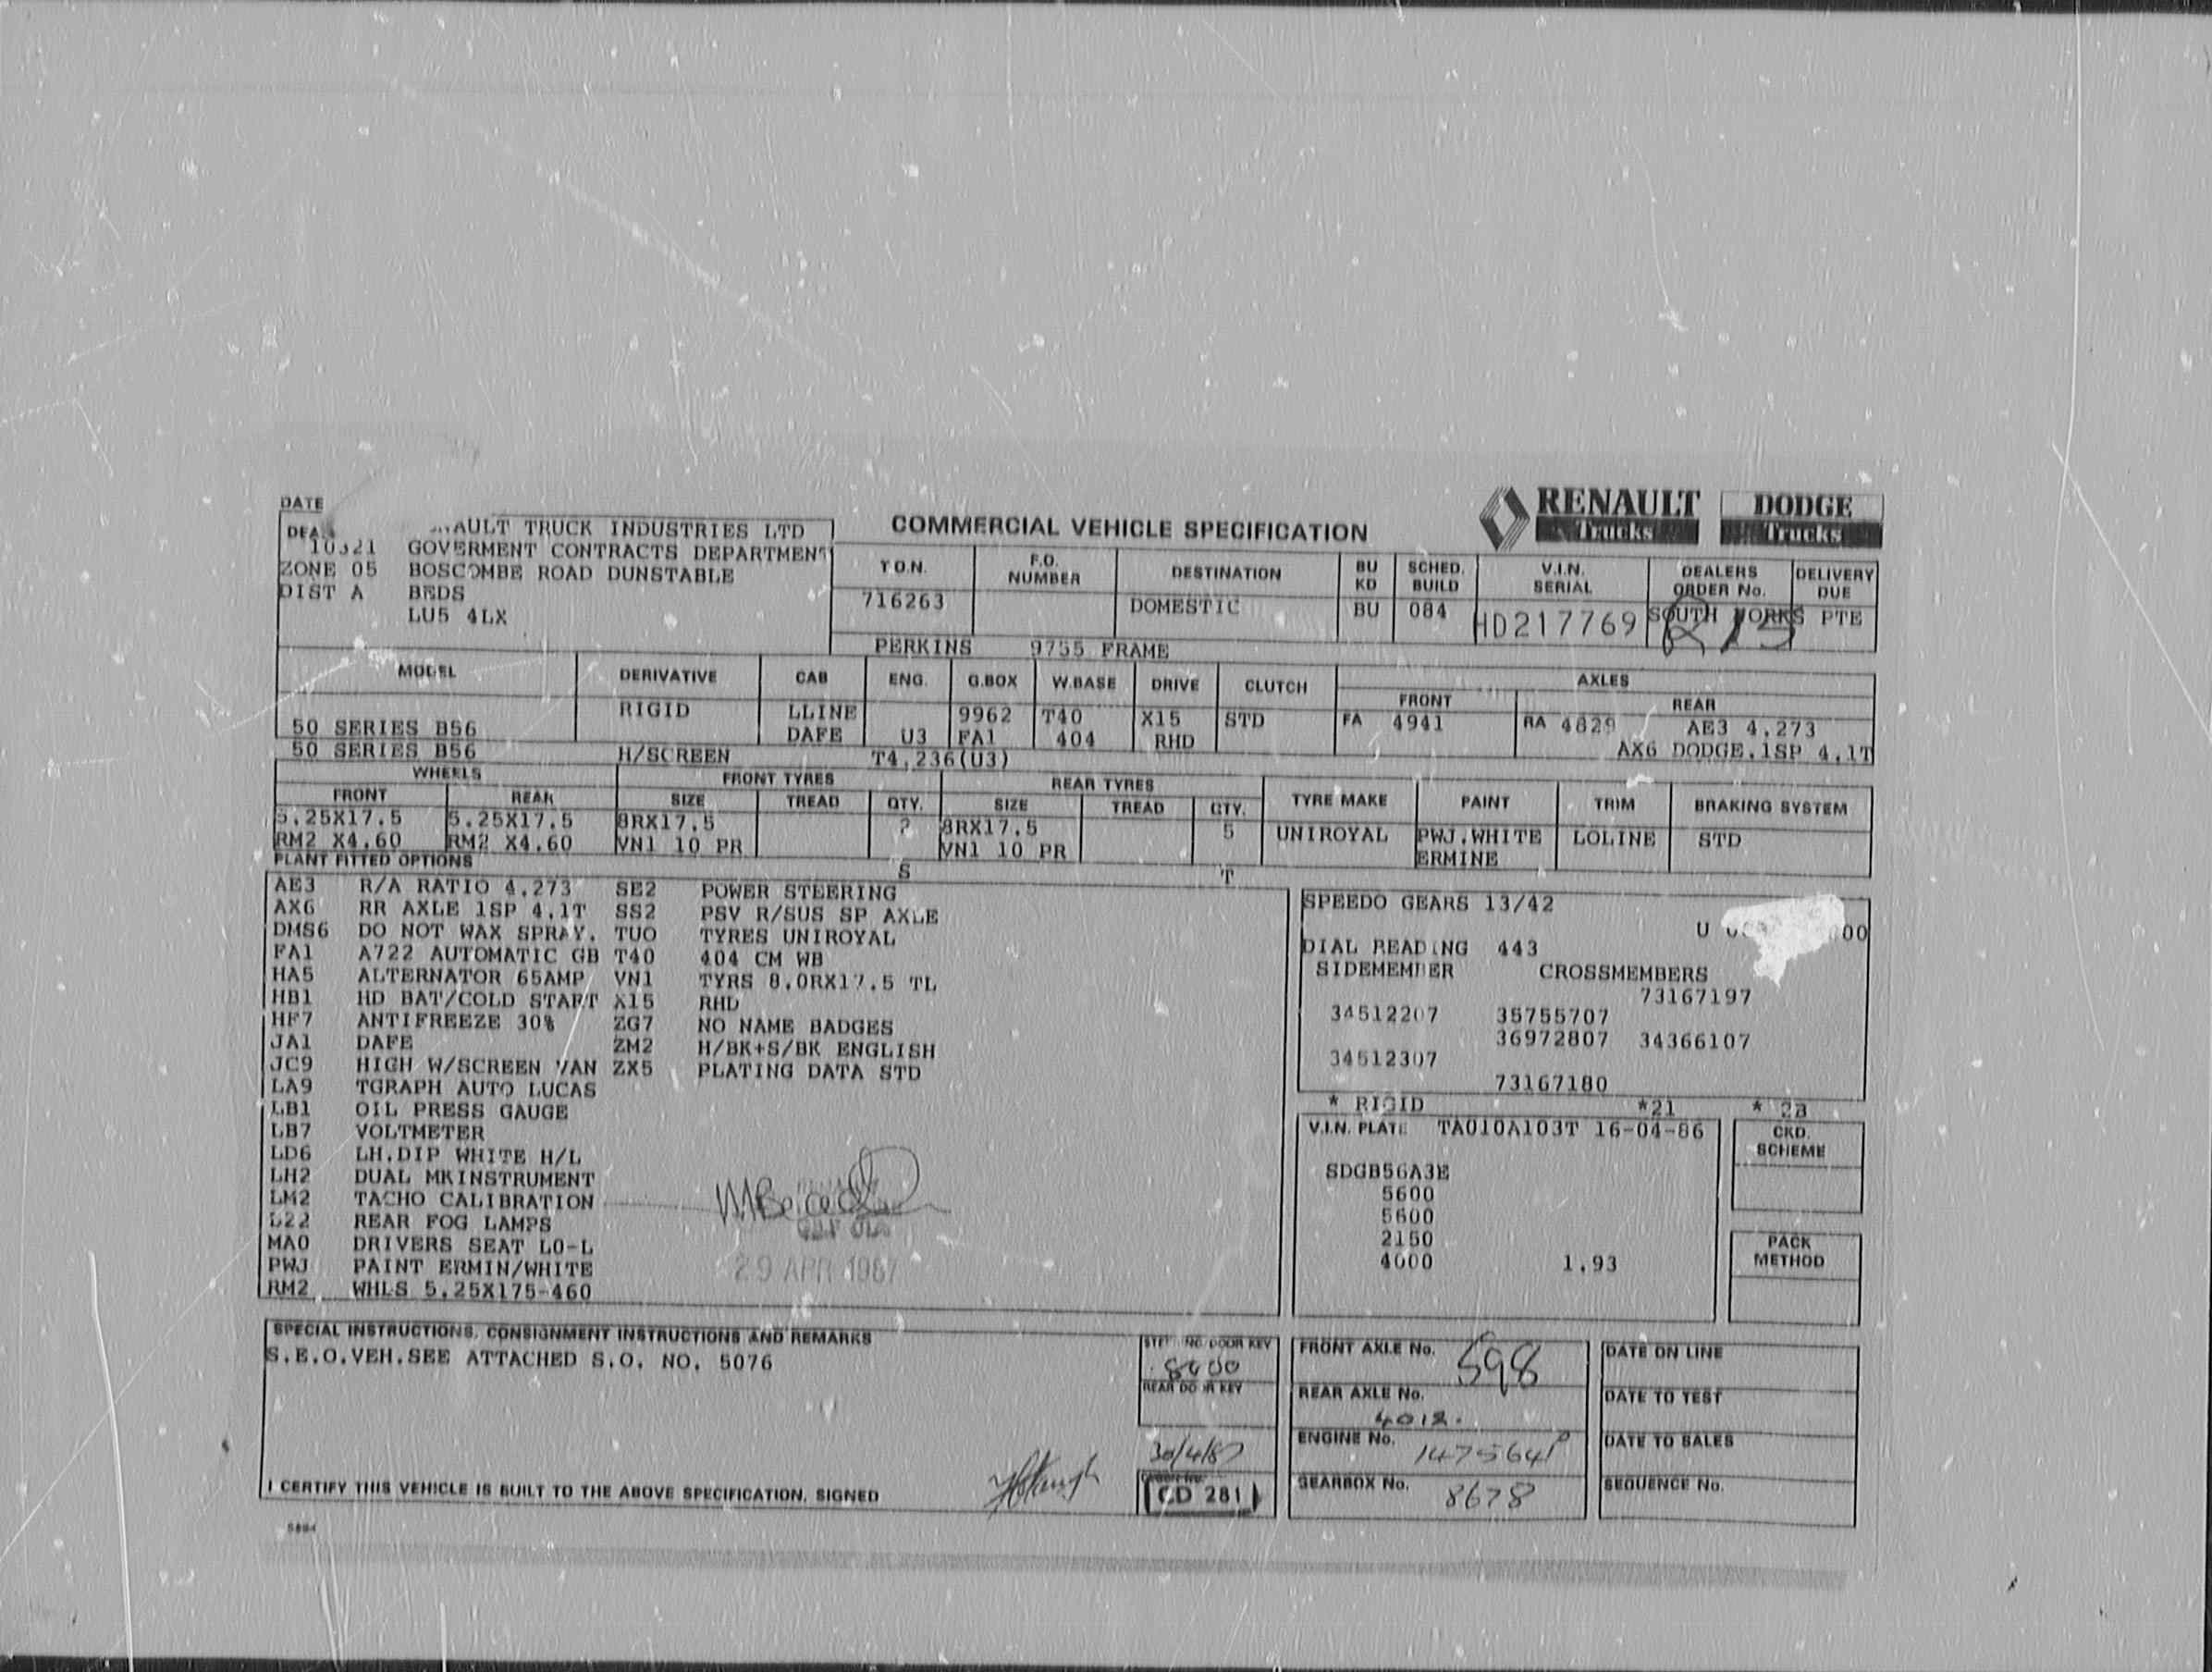 DATE
RENAULT Trucks DODGE Trucks
COMMERCIAL VEHICLE SPECIFICATION
AULT TRUCK INDUSTRIES LTD
GOVERMENT CONTRACTS DEPARTMENT
ZONE 05 BOSCOMBE ROAD DUNSTABLE
DIST A BEDS
LU5 4LX
T.O.N. F.O. NUMBER DESTINATION BU KD SCHED. BUILD V.I.N. SERIAL DEALERS ORDER No. DELIVERY DUE
716263 DOMESTIC BU 084 HD217769 SOUTH YORKS PTE
PERKINS 9755 FRAME
MODEL DERIVATIVE CAB ENG. G.BOX W.BASE DRIVE CLUTCH AXLES
FRONT REAR
RIGID LLINE 9962 T40 X15 STD FA 4941 RA 4829 AE3 4.273
50 SERIES B56 DAFE U3 FA1 404 RHD
50 SERIES B56 H/SCREEN T4.236(U3) AX6 DODGE.1SP 4.1T
WHEELS FRONT TYRES REAR TYRES TYRE MAKE PAINT TRIM BRAKING SYSTEM
FRONT REAR SIZE TREAD QTY. SIZE TREAD QTY.
5.25X17.5 5.25X17.5 8RX17.5 2 8RX17.5 5 UNIROYAL PWJ.WHITE LOLINE STD
RM2 X4.60 RM2 X4.60 VN1 10 PR VN1 10 PR ERMINE
PLANT FITTED OPTIONS S T
AE3 R/A RATIO 4.273 SE2 POWER STEERING
AX6 RR AXLE 1SP 4.1T SS2 PSV R/SUS SP AXLE
DMS6 DO NOT WAX SPRAY. TUO TYRES UNIROYAL
FA1 A722 AUTOMATIC GB T40 404 CM WB
HA5 ALTERNATOR 65AMP VN1 TYRS 8.0RX17.5 TL
HB1 HD BAT/COLD START X15 RHD
HF7 ANTIFREEZE 30% ZG7 NO NAME BADGES
JA1 DAFE ZM2 H/BK+S/BK ENGLISH
JC9 HIGH W/SCREEN VAN ZX5 PLATING DATA STD
LA9 TGRAPH AUTO LUCAS
LB1 OIL PRESS GAUGE
LB7 VOLTMETER
LD6 LH.DIP WHITE H/L
LH2 DUAL MKINSTRUMENT
LM2 TACHO CALIBRATION
L22 REAR FOG LAMPS
MA0 DRIVERS SEAT LO-L
PWJ PAINT ERMIN/WHITE
RM2 WHLS 5.25X175-460
29 APR 1987
SPEEDO GEARS 13/42
U 00
DIAL READING 443
SIDEMEMBER CROSSMEMBERS
73167197
34512207 35755707
36972807 34366107
34512307
73167180
* RIGID *21 * 2B
V.I.N. PLATE TA010A103T 16-04-86
SDGB56A3E
5600
5600
2150
4000 1.93
CKD. SCHEME
PACK METHOD
SPECIAL INSTRUCTIONS, CONSIGNMENT INSTRUCTIONS AND REMARKS
S.E.O.VEH.SEE ATTACHED S.O. NO. 5076
I CERTIFY THIS VEHICLE IS BUILT TO THE ABOVE SPECIFICATION. SIGNED
DOOR KEY
REAR DOOR KEY
30/4/87
CD 281
FRONT AXLE No. 598
REAR AXLE No. 4012.
ENGINE No. 147564P
GEARBOX No. 8678
DATE ON LINE
DATE TO TEST
DATE TO SALES
SEQUENCE No.